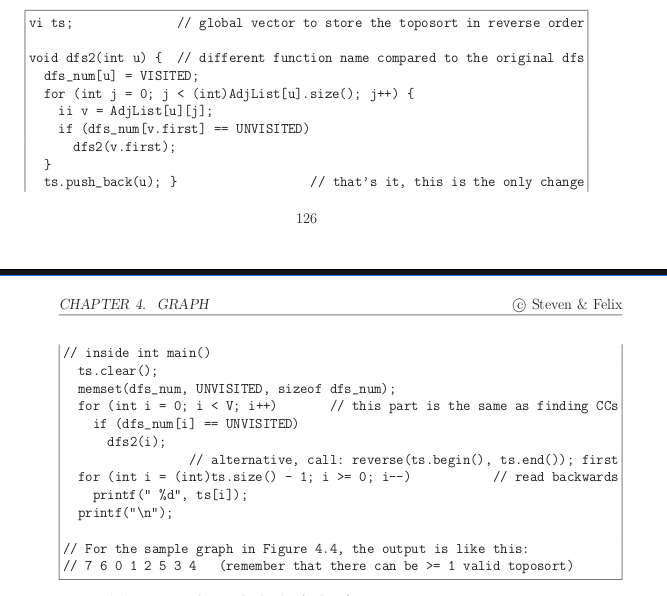 vi ts; // global vector to store the toposort in reverse order
void dfs2(int u) { // different function name compared to the original dfs
dfs_num[u] = VISITED;
for (int j = 0; j < (int)AdjList[u].size(); j++) {
ii v = AdjList[u][j];
if (dfs_num[v.first] == UNVISITED)
dfs2(v.first);
}
ts.push_back(u); } // that's it, this is the only change
126
CHAPTER 4. GRAPH © Steven & Felix
// inside int main()
ts.clear();
memset(dfs_num, UNVISITED, sizeof dfs_num);
for (int i = 0; i < V; i++) // this part is the same as finding CCs
if (dfs_num[i] == UNVISITED)
dfs2(i);
// alternative, call: reverse(ts.begin(), ts.end()); first
for (int i = (int)ts.size() - 1; i >= 0; i--) // read backwards
printf(" %d", ts[i]);
printf("\n");
// For the sample graph in Figure 4.4, the output is like this:
// 7 6 0 1 2 5 3 4 (remember that there can be >= 1 valid toposort)